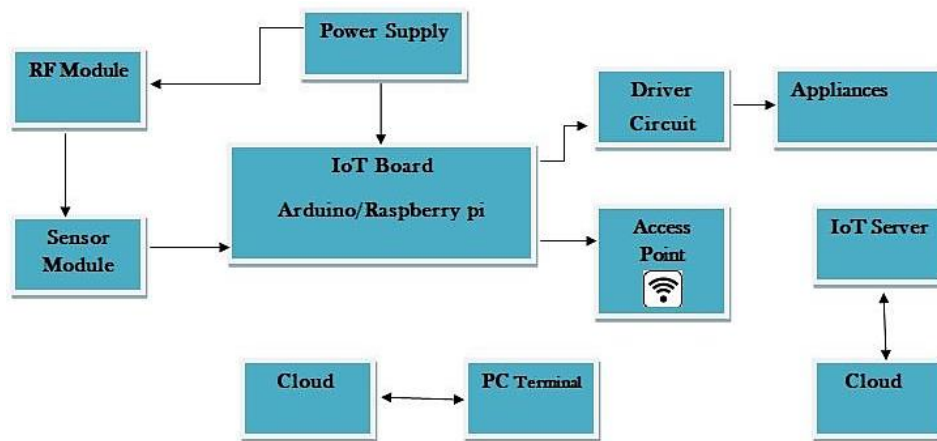 Power Supply
RF Module
Driver
Circuit
Appliances
IoT Board
Arduino/Raspberry pi
Sensor
Module
Access
Point
IoT Server
Cloud
PC Terminal
Cloud